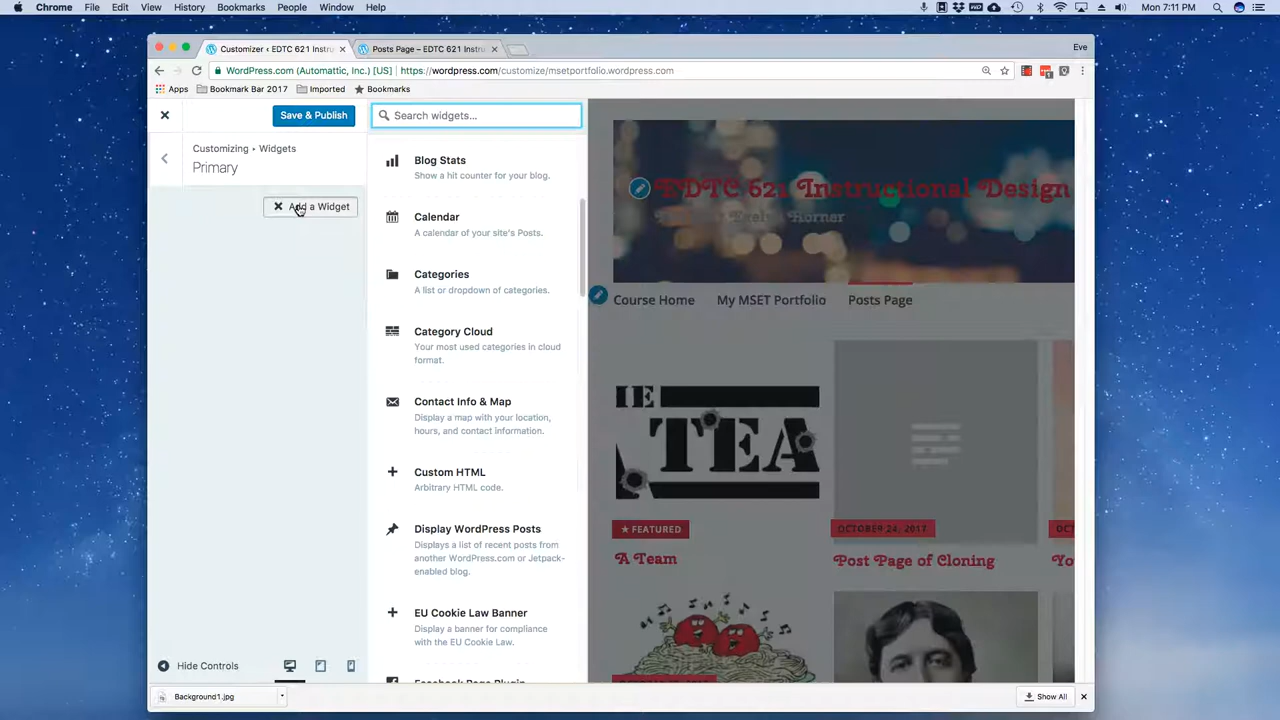 Chrome File Edit View History Bookmarks People Window Help
Mon 7:11 PM
Customizer ‹ EDTC 621 Instru
Posts Page – EDTC 621 Instru
Eve
WordPress.com (Automattic, Inc.) [US] https://wordpress.com/customize/msetportfolio.wordpress.com
Apps Bookmark Bar 2017 Imported Bookmarks
Save & Publish
Search widgets...
Customizing • Widgets
Primary
Add a Widget
Blog Stats
Show a hit counter for your blog.
Calendar
A calendar of your site's Posts.
Categories
A list or dropdown of categories.
Category Cloud
Your most used categories in cloud
format.
Contact Info & Map
Display a map with your location,
hours, and contact information.
Custom HTML
Arbitrary HTML code.
Display WordPress Posts
Displays a list of recent posts from
another WordPress.com or Jetpack-
enabled blog.
EU Cookie Law Banner
Display a banner for compliance
with the EU Cookie Law.
Facebook Page Plugin
EDTC 621 Instructional Design
Horner
Course Home My MSET Portfolio Posts Page
IE
TEA
★ FEATURED
A Team
OCTOBER 24, 2017
Post Page of Cloning
OCT
Yo
Hide Controls
Background1.jpg
Show All